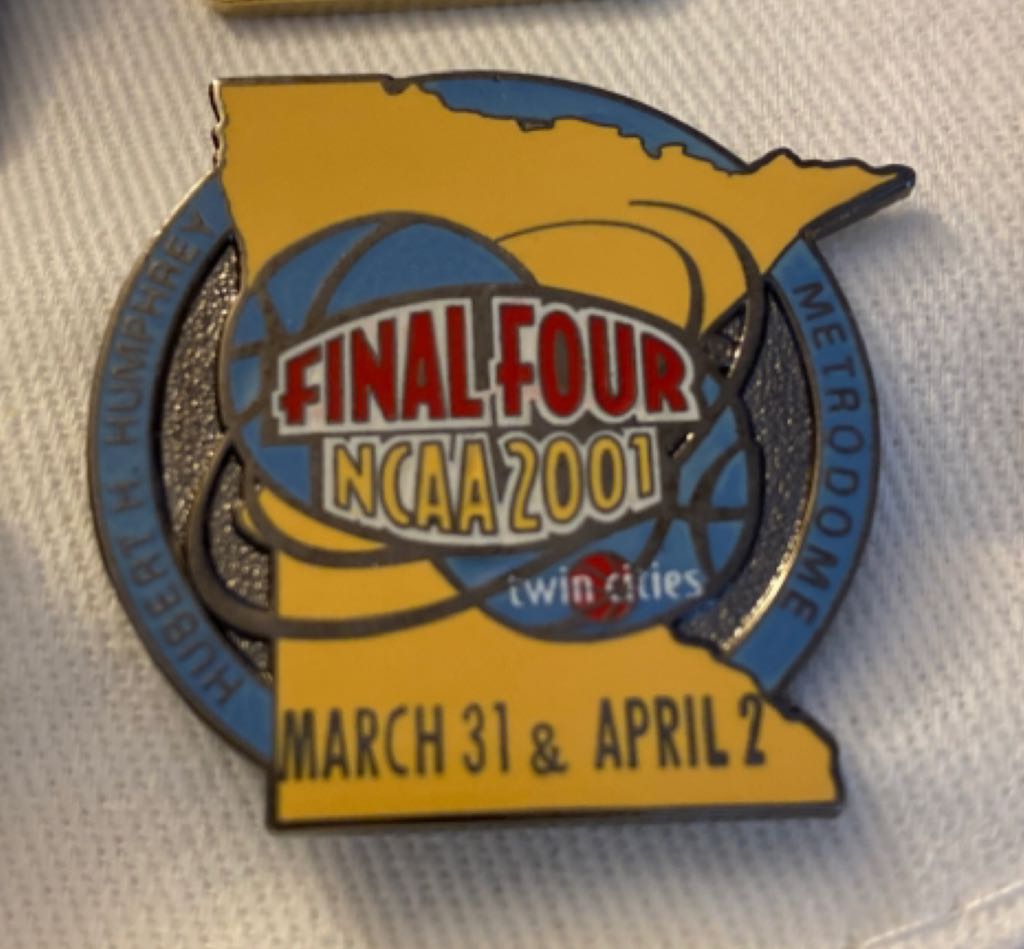 HUBERT H. HUMPHREY
METRODOME
FINAL FOUR
NCAA 2001
twin cities
MARCH 31 & APRIL 2